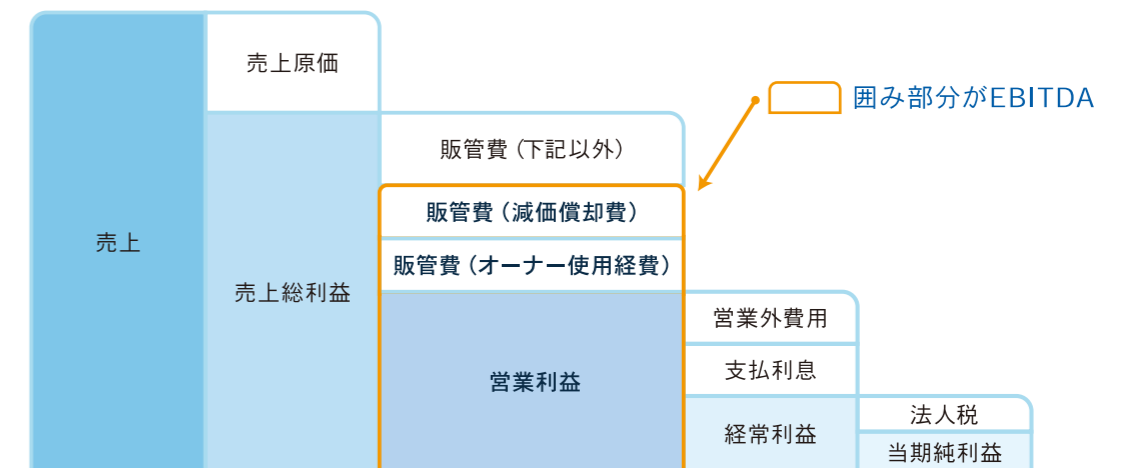 売上
売上原価
売上総利益
販管費（下記以外）
販管費（減価償却費）
販管費（オーナー使用経費）
営業利益
営業外費用
支払利息
経常利益
法人税
当期純利益
囲み部分がEBITDA